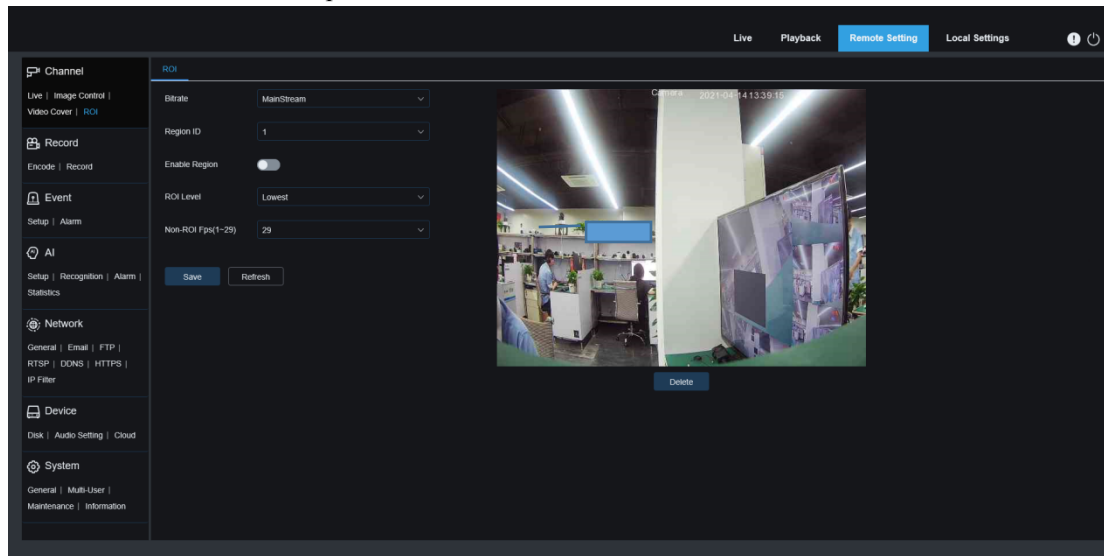 Live Playback Remote Setting Local Settings
Channel
Live | Image Control |
Video Cover | ROI
Record
Encode | Record
Event
Setup | Alarm
AI
Setup | Recognition | Alarm |
Statistics
Network
General | Email | FTP |
RTSP | DDNS | HTTPS |
IP Filter
Device
Disk | Audio Setting | Cloud
System
General | Multi-User |
Maintenance | Information
ROI
Bitrate MainStream
Region ID 1
Enable Region
ROI Level Lowest
Non-ROI Fps(1~29) 29
Save Refresh
Camera 2021-04-14 13:39:15
Delete